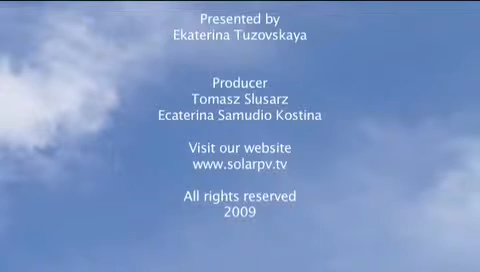 Presented by
Ekaterina Tuzovskaya
Producer
Tomasz Slusarz
Ecaterina Samudio Kostina
Visit our website
www.solarpv.tv
All rights reserved
2009